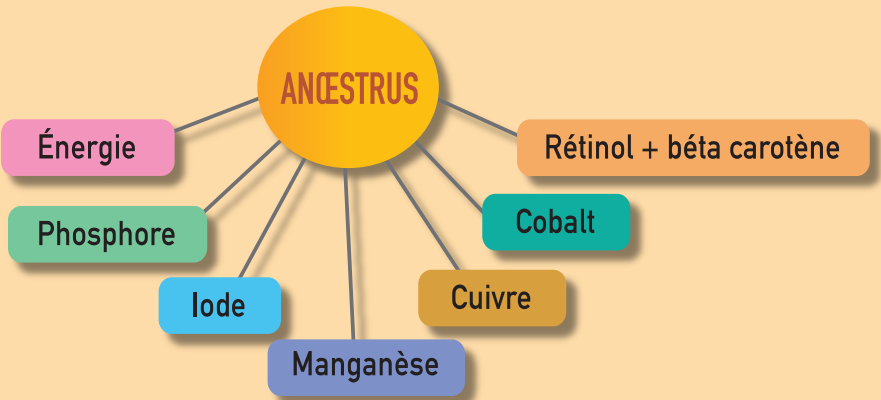 ANŒSTRUS
Énergie
Rétinol + béta carotène
Phosphore
Cobalt
Iode
Cuivre
Manganèse